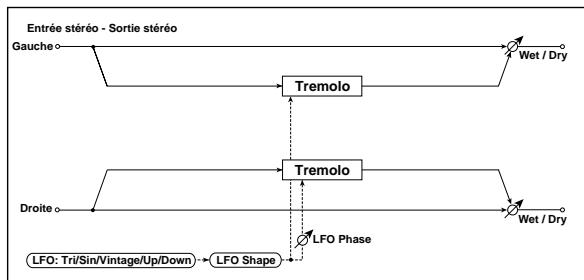 Entrée stéréo - Sortie stéréo
Gauche
Wet / Dry
Tremolo
Tremolo
Droite
Wet / Dry
LFO Phase
LFO: Tri/Sin/Vintage/Up/Down
LFO Shape